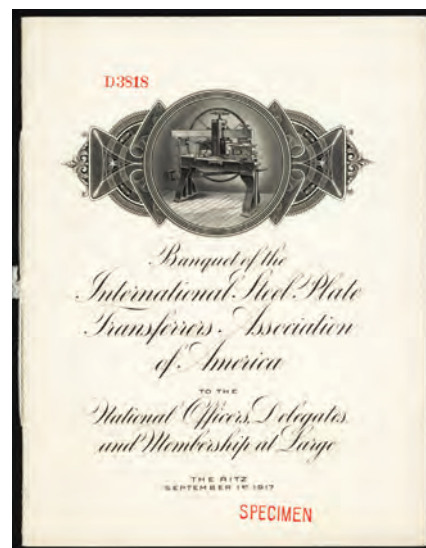 D3818
Banquet of the
International Steel Plate
Transferrers Association
of America
TO THE
National Officers, Delegates
and Membership at Large
THE RITZ
SEPTEMBER 1st 1917
SPECIMEN